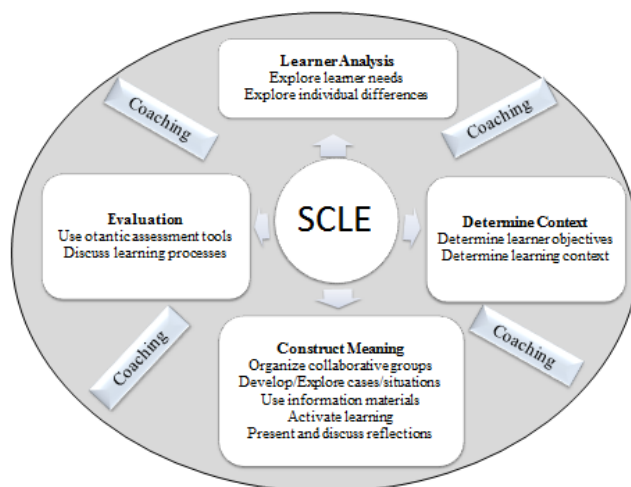 Learner Analysis
Explore learner needs
Explore individual differences
Coaching
Coaching
Evaluation
Use otantic assessment tools
Discuss learning processes
SCLE
Determine Context
Determine learner objectives
Determine learning context
Coaching
Coaching
Construct Meaning
Organize collaborative groups
Develop/Explore cases/situations
Use information materials
Activate learning
Present and discuss reflections